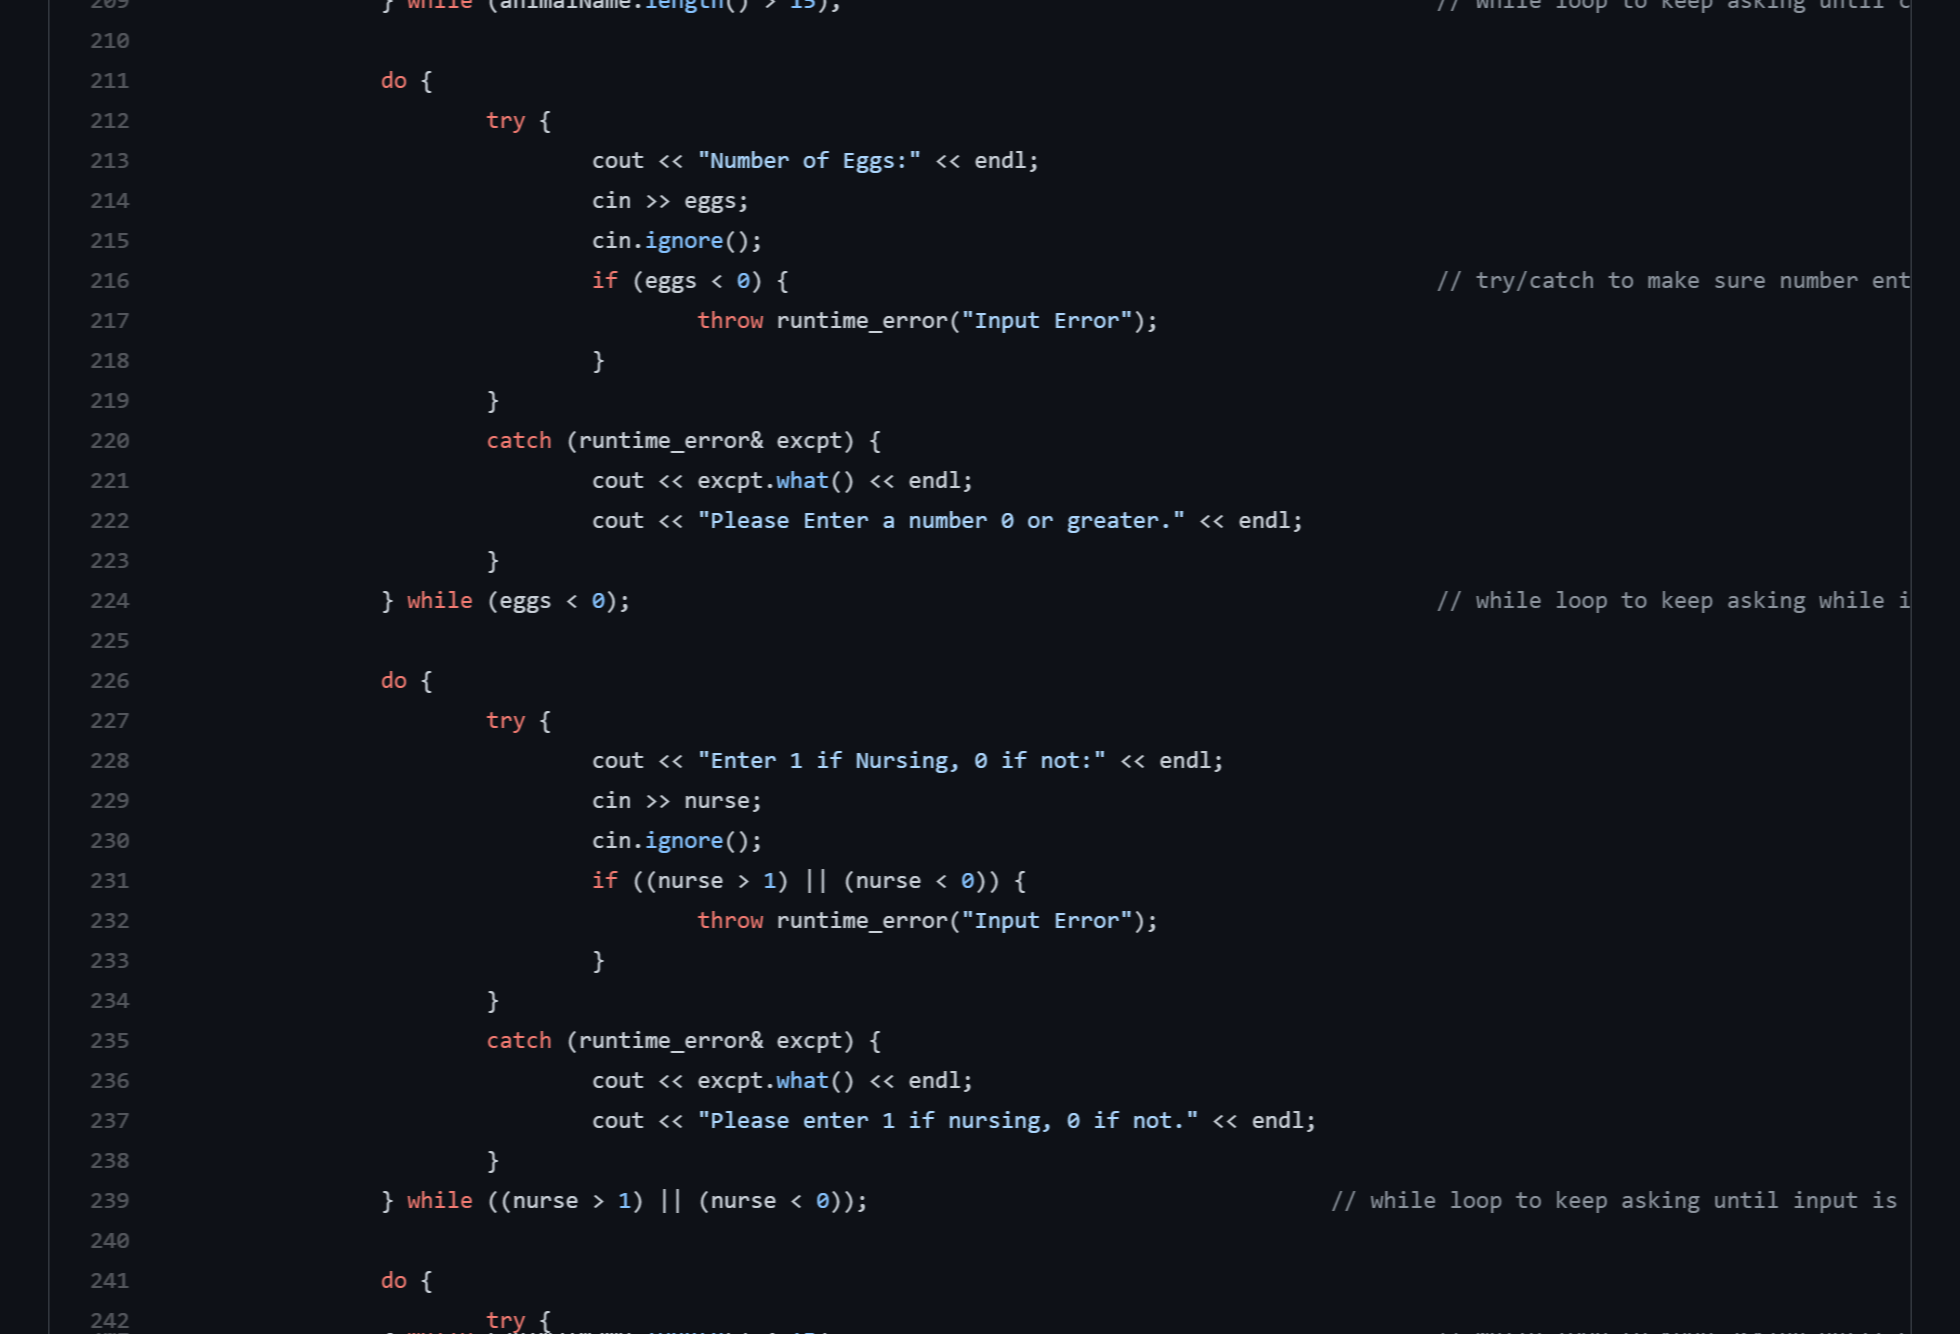 209 } while (animalName.length() > 15); // while loop to keep asking until
210
211 do {
212 try {
213 cout << "Number of Eggs:" << endl;
214 cin >> eggs;
215 cin.ignore();
216 if (eggs < 0) { // try/catch to make sure number ent
217 throw runtime_error("Input Error");
218 }
219 }
220 catch (runtime_error& excpt) {
221 cout << excpt.what() << endl;
222 cout << "Please Enter a number 0 or greater." << endl;
223 }
224 } while (eggs < 0); // while loop to keep asking while i
225
226 do {
227 try {
228 cout << "Enter 1 if Nursing, 0 if not:" << endl;
229 cin >> nurse;
230 cin.ignore();
231 if ((nurse > 1) || (nurse < 0)) {
232 throw runtime_error("Input Error");
233 }
234 }
235 catch (runtime_error& excpt) {
236 cout << excpt.what() << endl;
237 cout << "Please enter 1 if nursing, 0 if not." << endl;
238 }
239 } while ((nurse > 1) || (nurse < 0)); // while loop to keep asking until input is
240
241 do {
242 try {